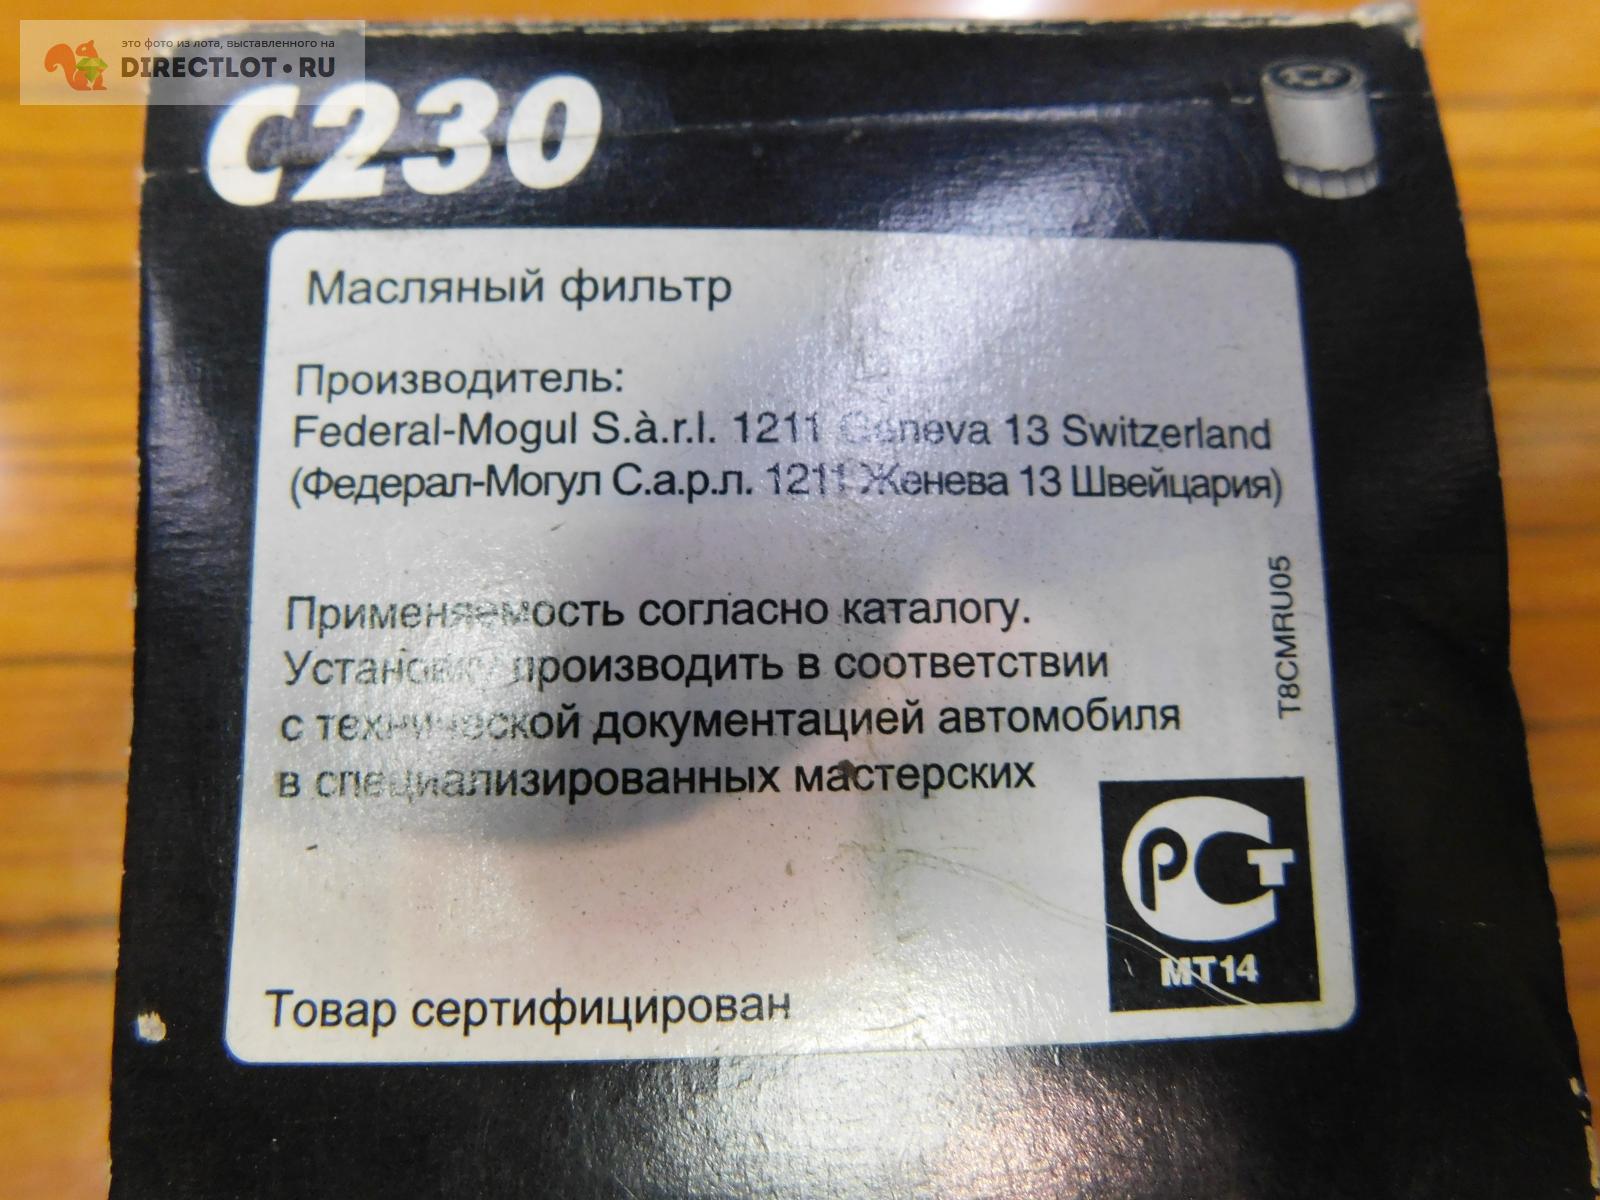 это фото из лота, выставленного на
DIRECTLOT•RU
C230
Масляный фильтр
Производитель:
Federal-Mogul S.à.r.l. 1211 Geneva 13 Switzerland
(Федерал-Могул С.а.р.л. 1211 Женева 13 Швейцария)
Применяемость согласно каталогу.
Установку производить в соответствии
с технической документацией автомобиля
в специализированных мастерских
T8CMRU05
РСТ
МТ14
Товар сертифицирован